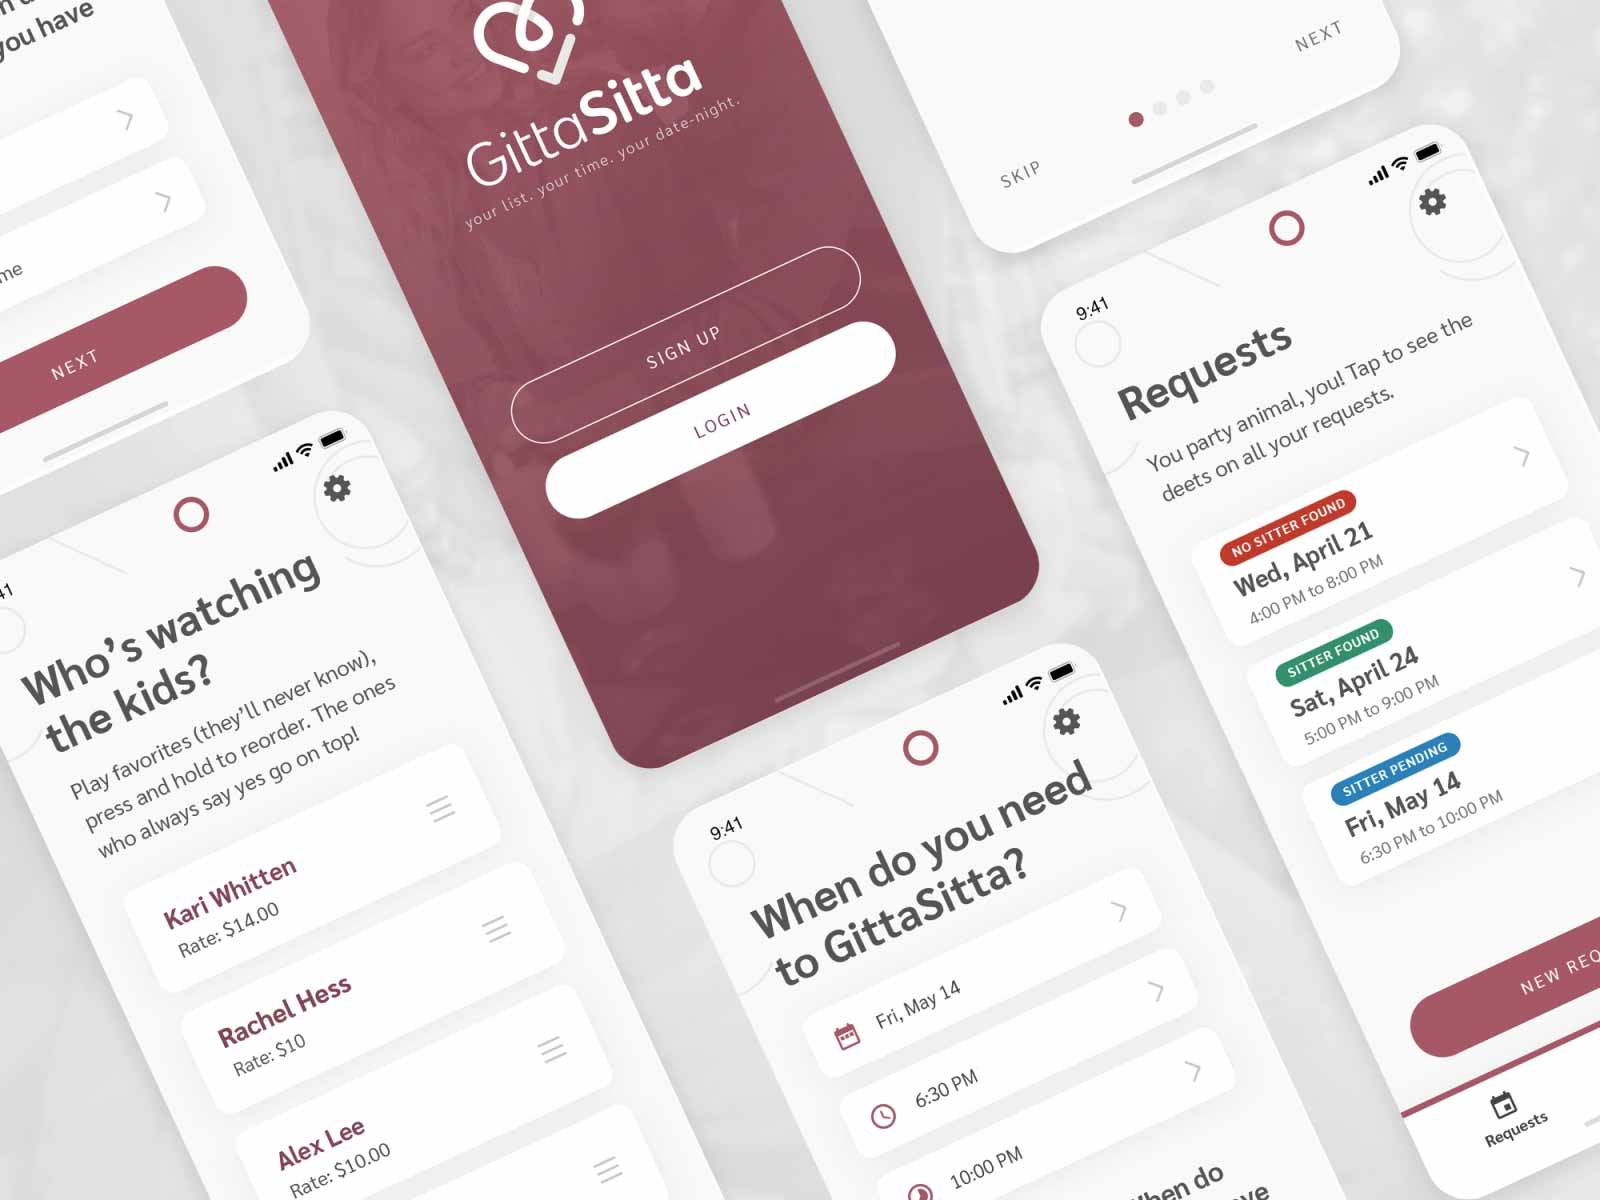 you have
me
NEXT
GittaSitta
your list. your time. your date-night.
SIGN UP
LOGIN
NEXT
SKIP
9:41
Requests
You party animal, you! Tap to see the
deets on all your requests.
NO SITTER FOUND
Wed, April 21
4:00 PM to 8:00 PM
SITTER FOUND
Sat, April 24
5:00 PM to 9:00 PM
SITTER PENDING
Fri, May 14
6:30 PM to 10:00 PM
NEW REQ
Requests
41
Who's watching
the kids?
Play favorites (they'll never know),
press and hold to reorder. The ones
who always say yes go on top!
Kari Whitten
Rate: $14.00
Rachel Hess
Rate: $10
Alex Lee
Rate: $10.00
9:41
When do you need
to GittaSitta?
Fri, May 14
6:30 PM
10:00 PM
hen do